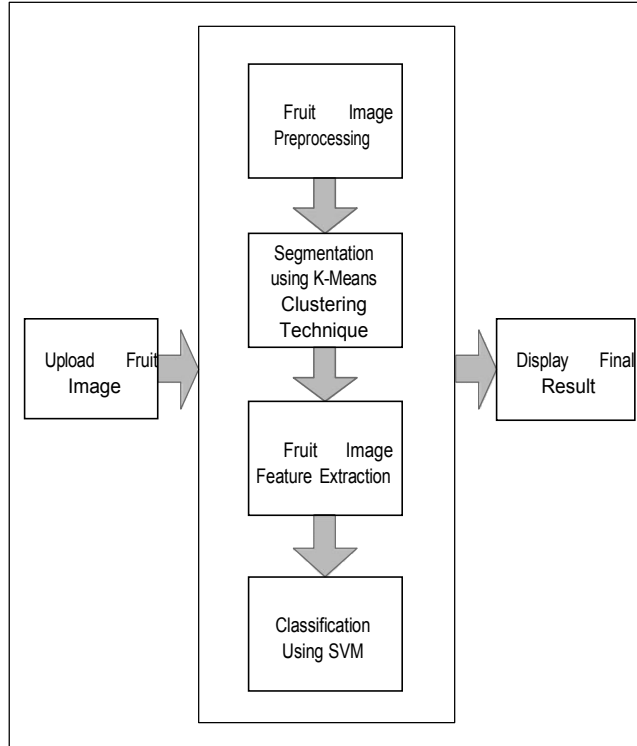 Upload Fruit
Image
Fruit Image
Preprocessing
Segmentation
using K-Means
Clustering
Technique
Fruit Image
Feature Extraction
Classification
Using SVM
Display Final
Result